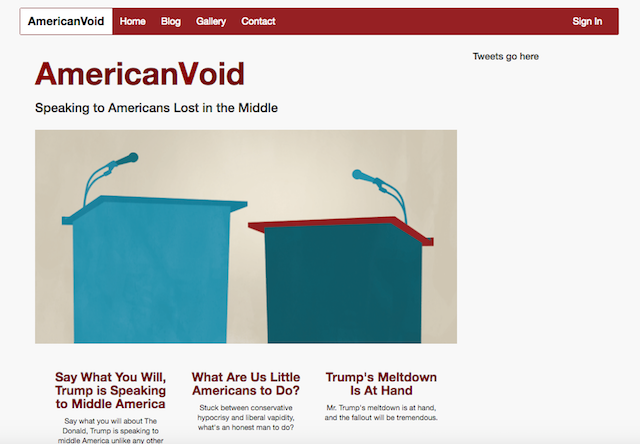 AmericanVoid Home Blog Gallery Contact Sign In
AmericanVoid
Speaking to Americans Lost in the Middle
Tweets go here
Say What You Will,
Trump is Speaking
to Middle America
Say what you will about The
Donald, Trump is speaking to
middle America unlike any other
What Are Us Little
Americans to Do?
Stuck between conservative
hypocrisy and liberal vapidity,
what's an honest man to do?
Trump's Meltdown
Is At Hand
Mr. Trump's meltdown is at hand,
and the fallout will be tremendous.